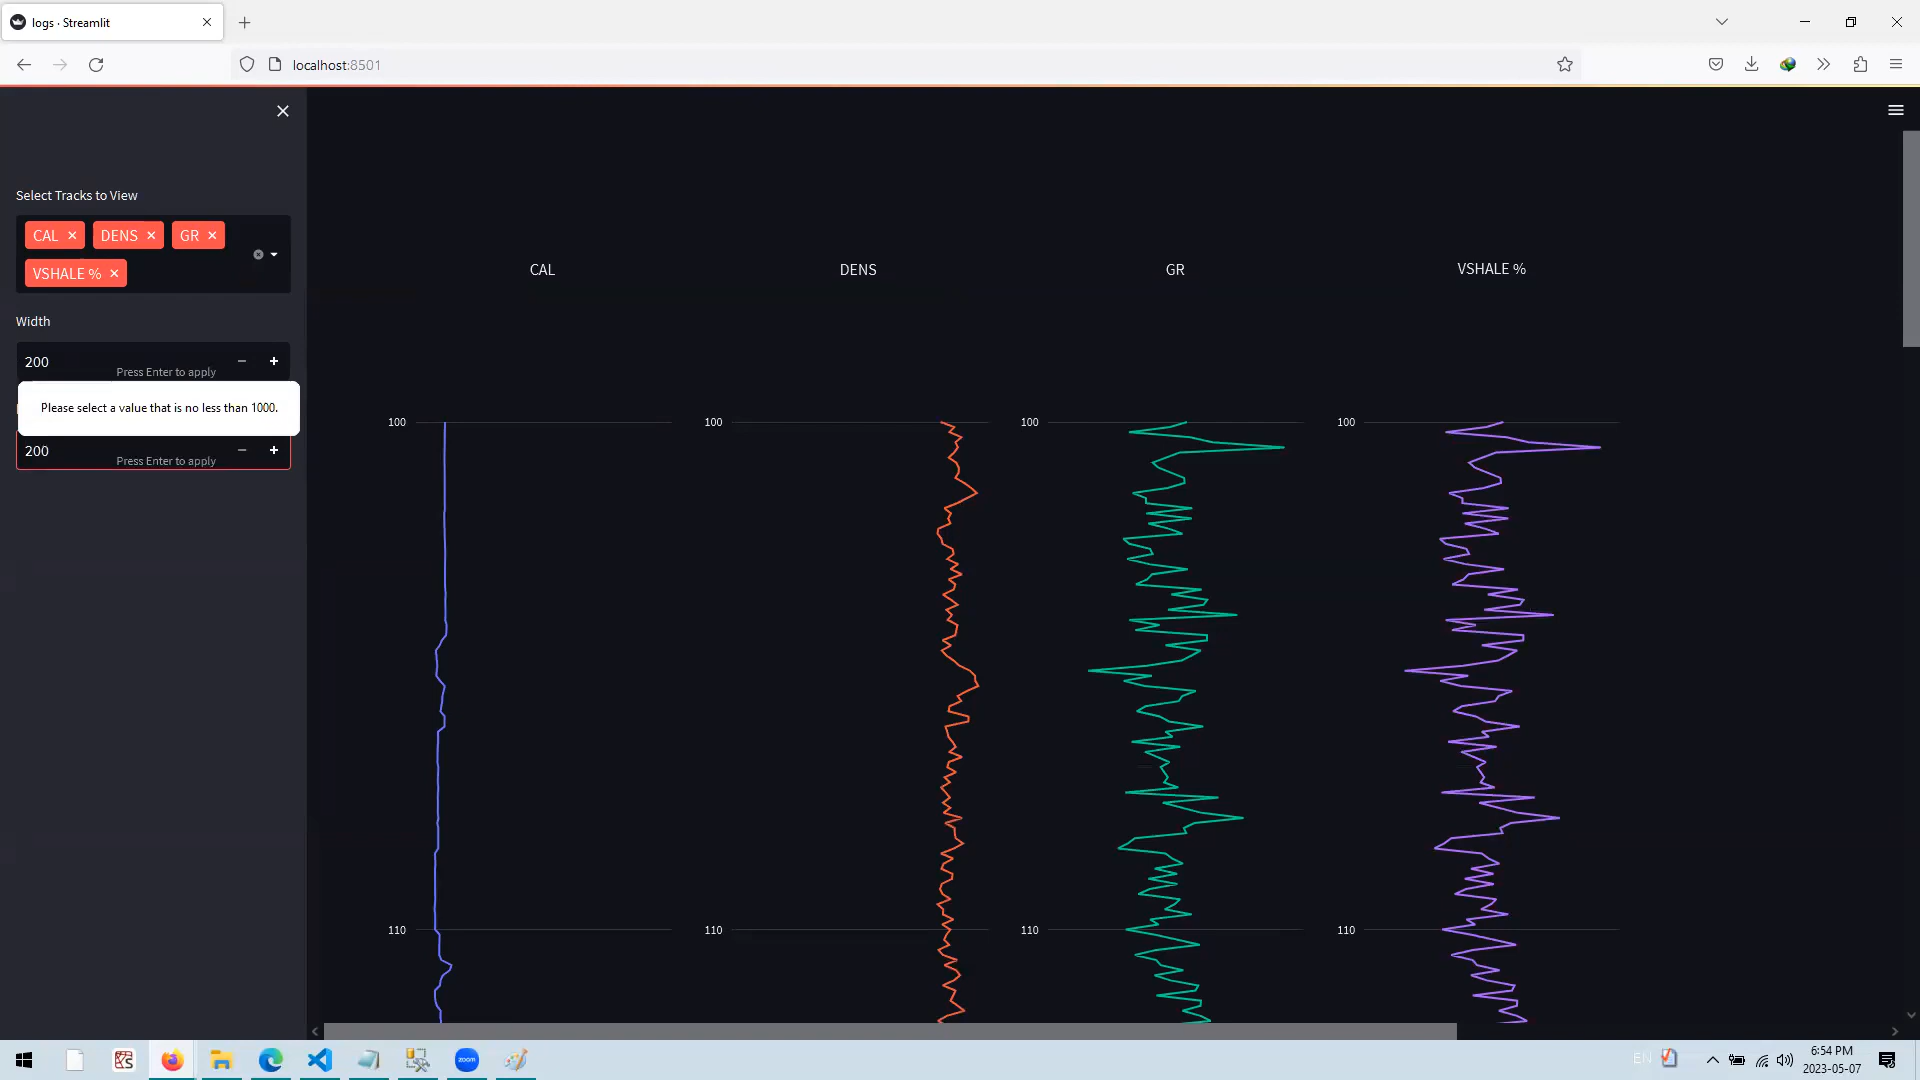 logs · Streamlit
localhost:8501
Select Tracks to View
CAL DENS GR
VSHALE %
Width
200
Press Enter to apply
Please select a value that is no less than 1000.
200
Press Enter to apply
CAL DENS GR VSHALE %
100 100 100 100
110 110 110 110
zoom
EN
6:54 PM
2023-05-07